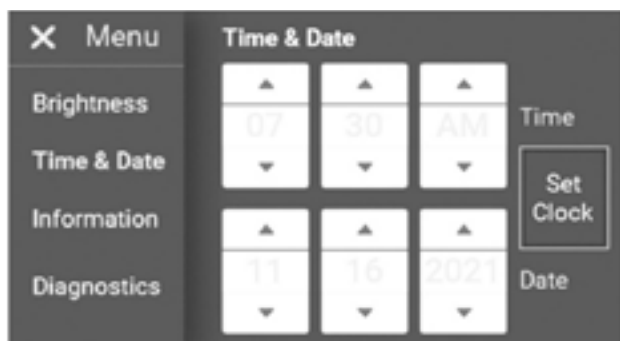 X Menu
Brightness
Time & Date
Information
Diagnostics
Time & Date
07 30 AM
Time
Set
Clock
11 16 2021
Date